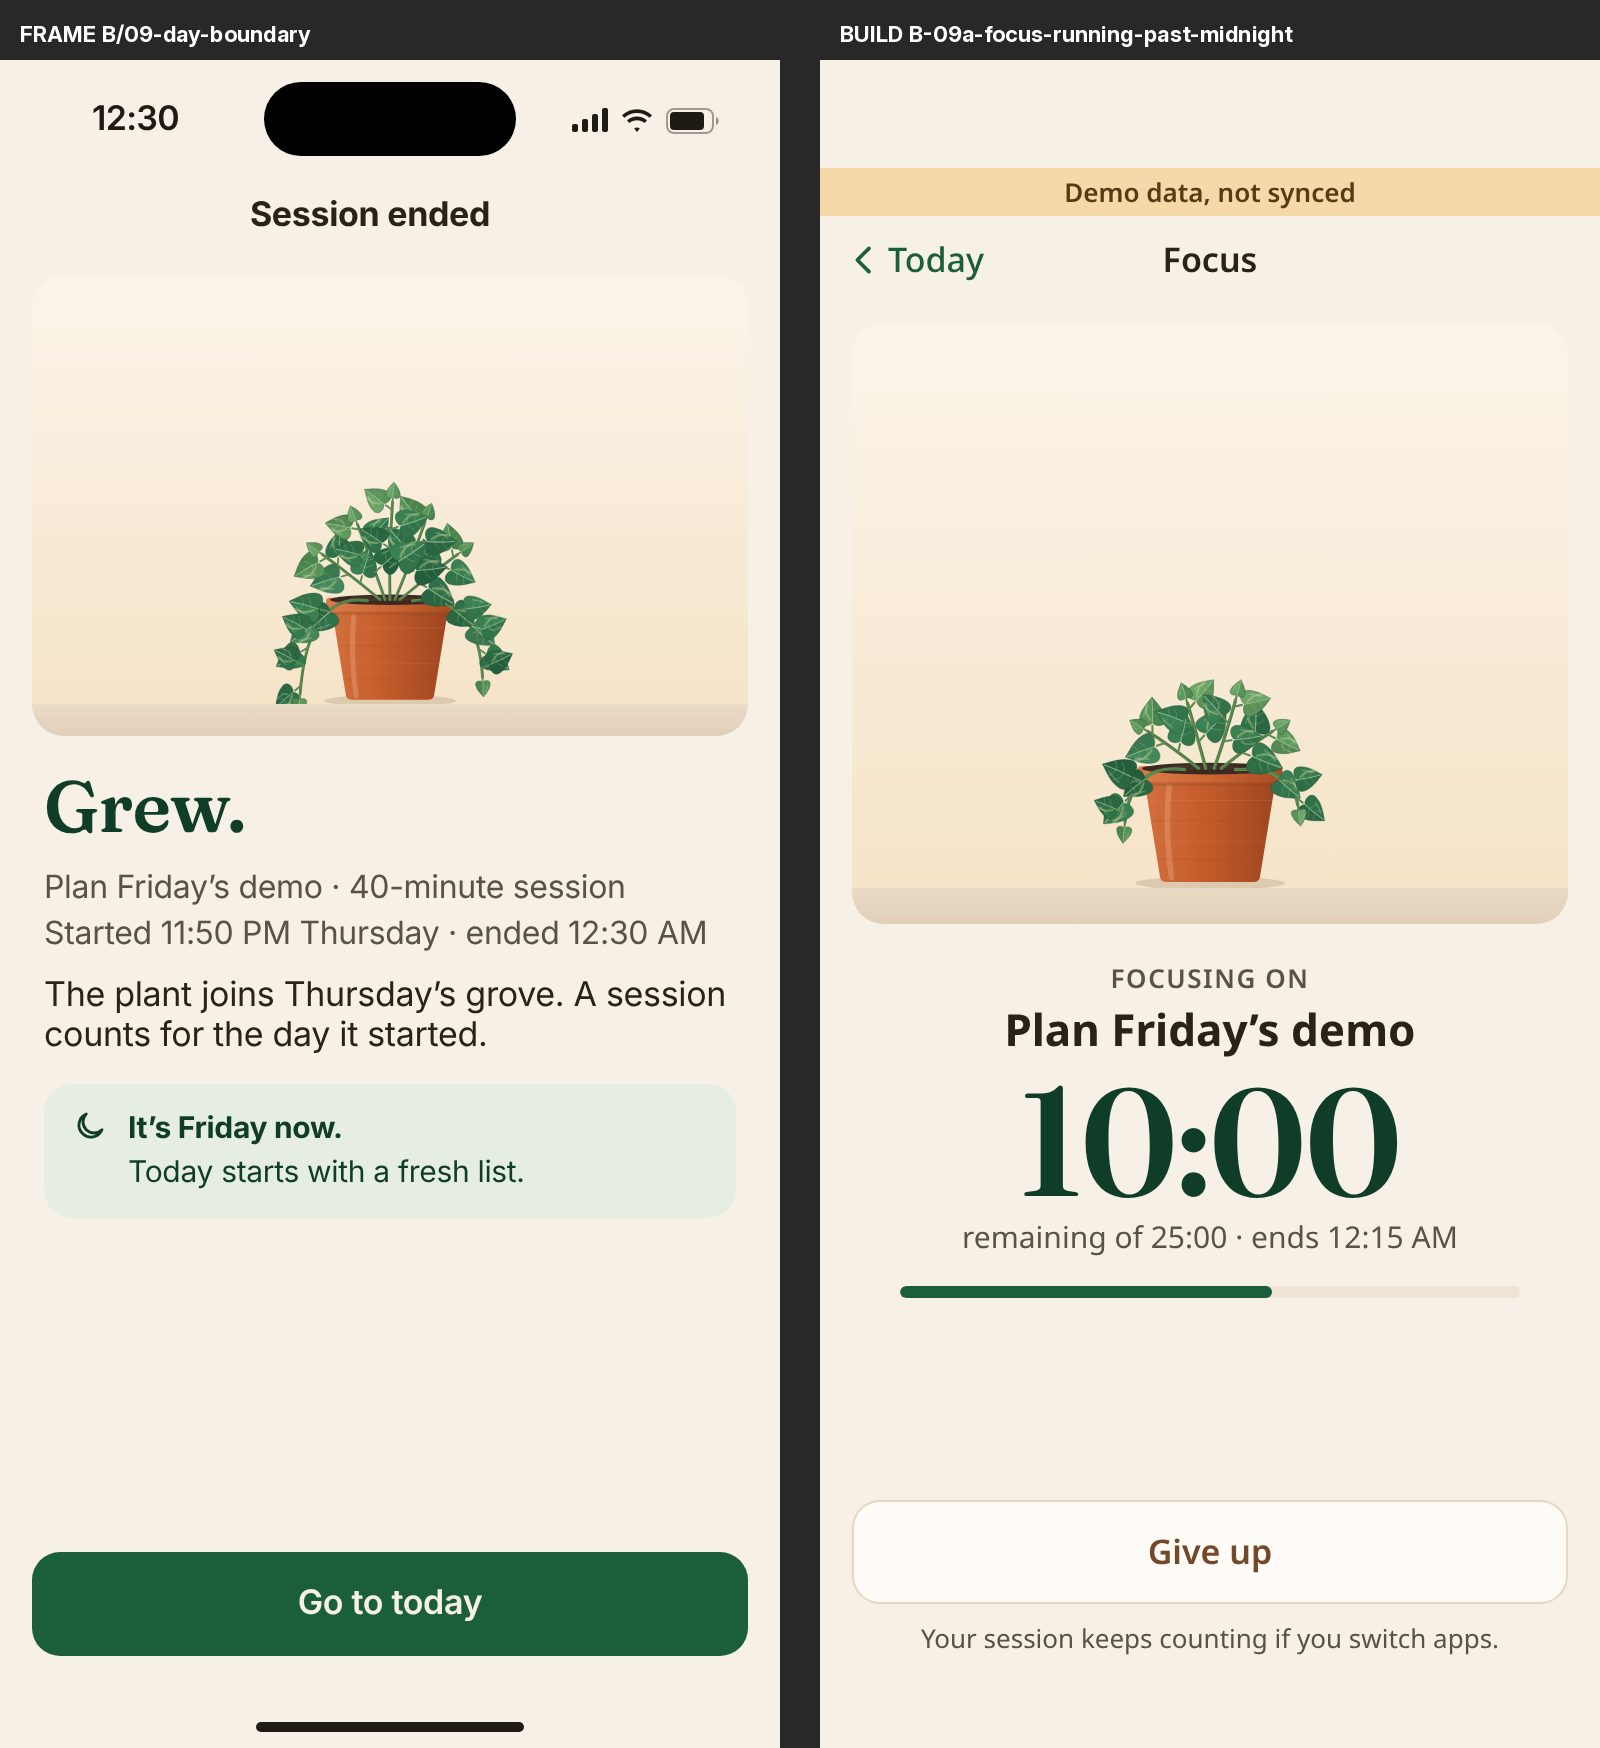 FRAME B/09-day-boundary
12:30
Session ended
Grew.
Plan Friday’s demo · 40-minute session
Started 11:50 PM Thursday · ended 12:30 AM
The plant joins Thursday’s grove. A session
counts for the day it started.
It’s Friday now.
Today starts with a fresh list.
Go to today
BUILD B-09a-focus-running-past-midnight
Demo data, not synced
Today
Focus
FOCUSING ON
Plan Friday’s demo
10:00
remaining of 25:00 · ends 12:15 AM
Give up
Your session keeps counting if you switch apps.